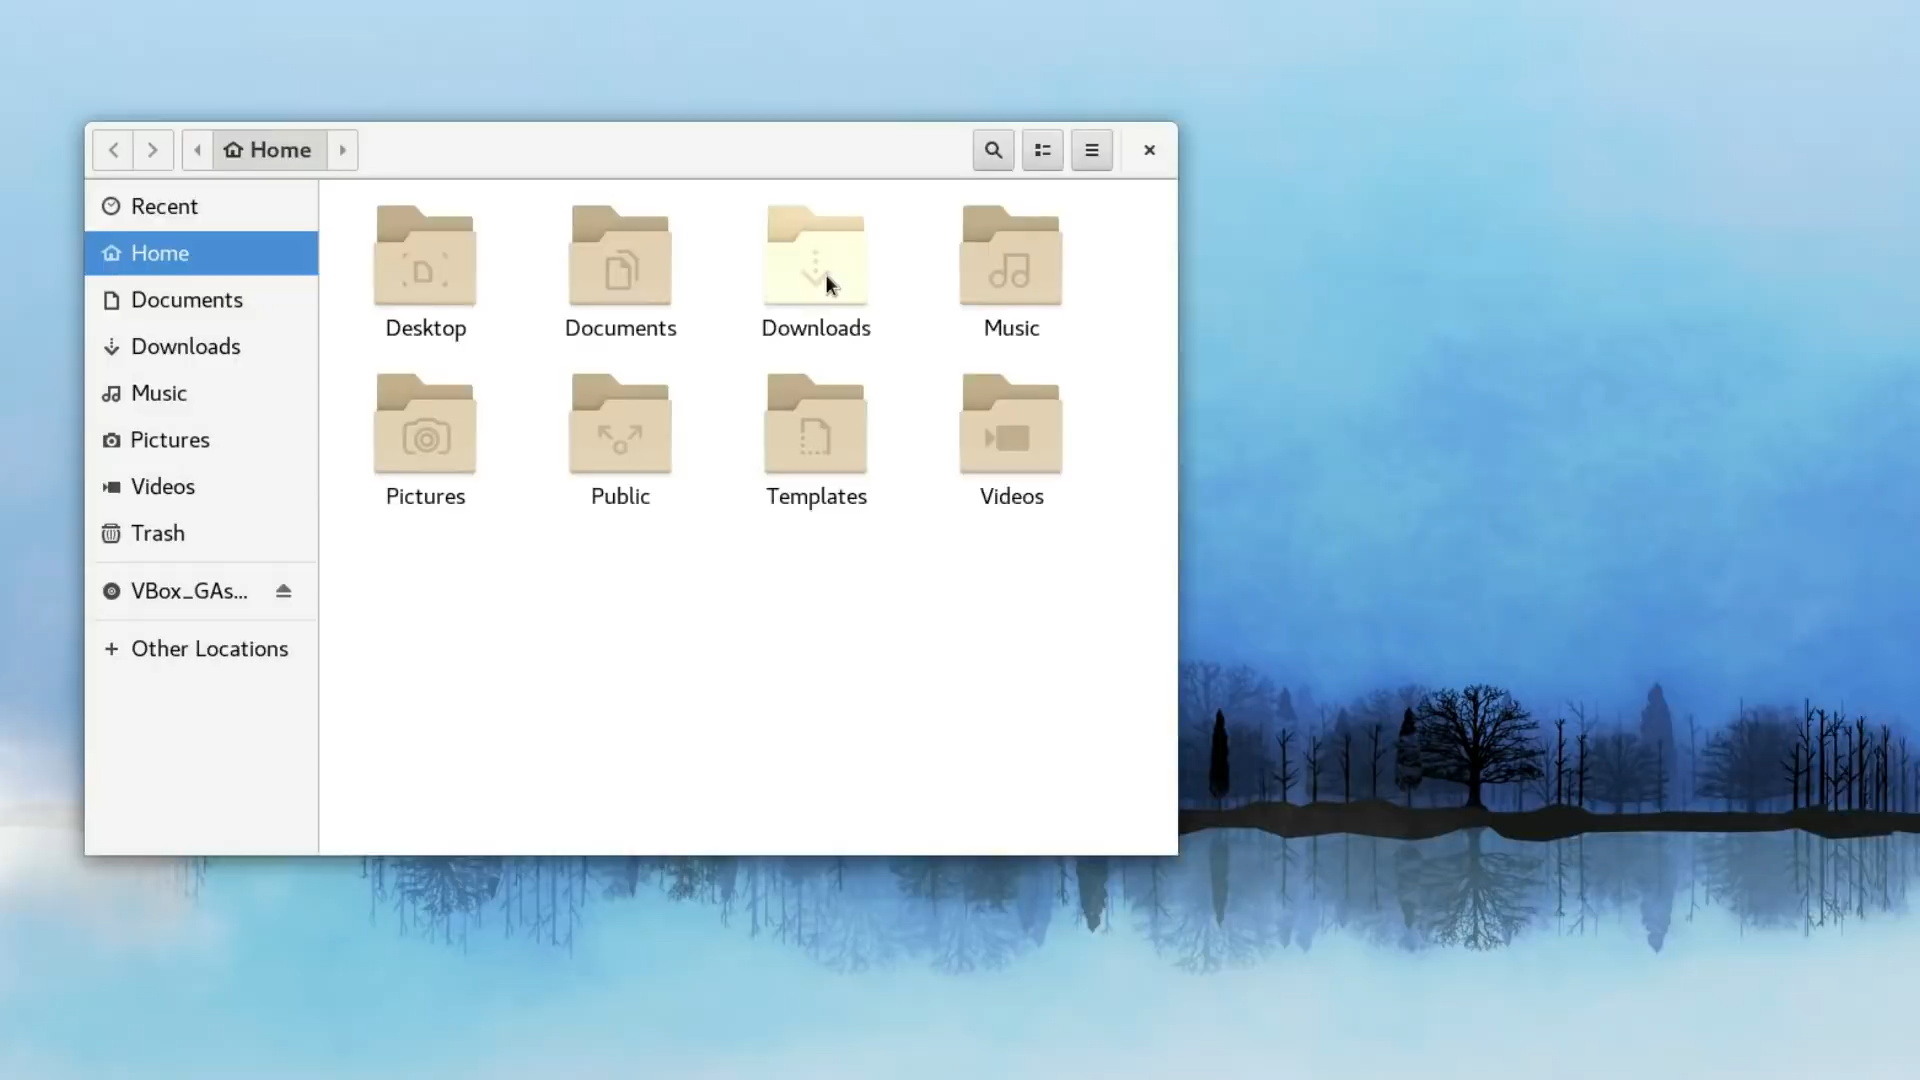 Home
Recent
Home
Documents
Downloads
Music
Pictures
Videos
Trash
VBox_GAs...
Other Locations
Desktop
Documents
Downloads
Music
Pictures
Public
Templates
Videos